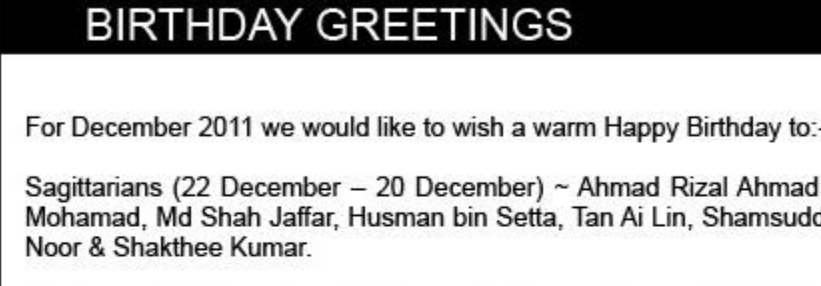 BIRTHDAY GREETINGS
For December 2011 we would like to wish a warm Happy Birthday to:-
Sagittarians (22 December – 20 December) ~ Ahmad Rizal Ahmad
Mohamad, Md Shah Jaffar, Husman bin Setta, Tan Ai Lin,
Noor & Shakthee Kumar.